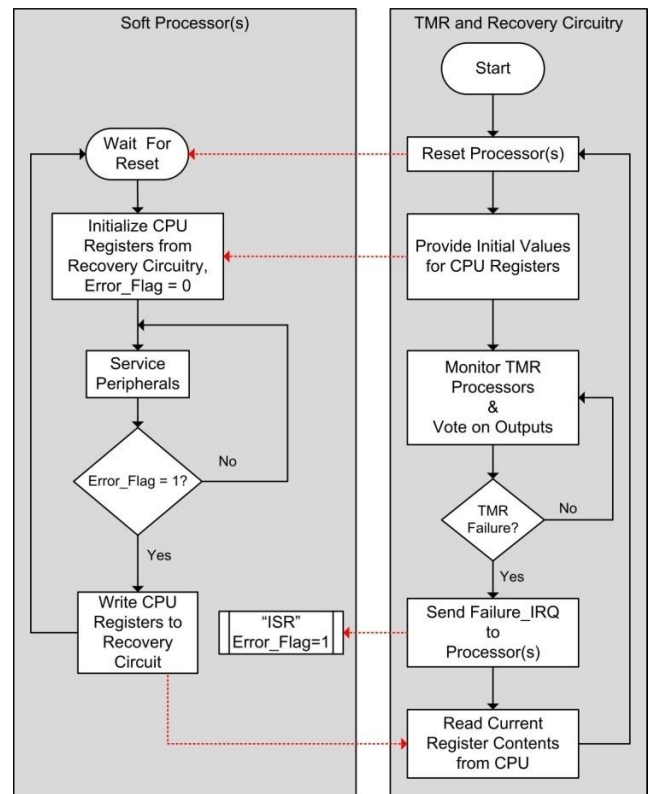 Soft Processor(s)
Wait For
Reset
Initialize CPU
Registers from
Recovery Circuitry,
Error_Flag = 0
Service
Peripherals
Error_Flag = 1?
No
Yes
Write CPU
Registers to
Recovery
Circuit
"ISR"
Error_Flag=1
TMR and Recovery Circuitry
Start
Reset Processor(s)
Provide Initial Values
for CPU Registers
Monitor TMR
Processors
&
Vote on Outputs
TMR
Failure?
No
Yes
Send Failure_IRQ
to
Processor(s)
Read Current
Register Contents
from CPU